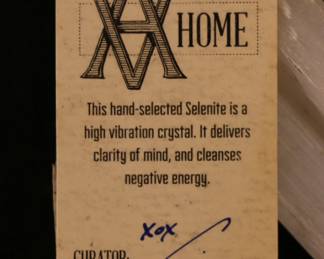 HOME
This hand-selected Selenite is a
high vibration crystal. It delivers
clarity of mind, and cleanses
negative energy.
xox
CURATOR: